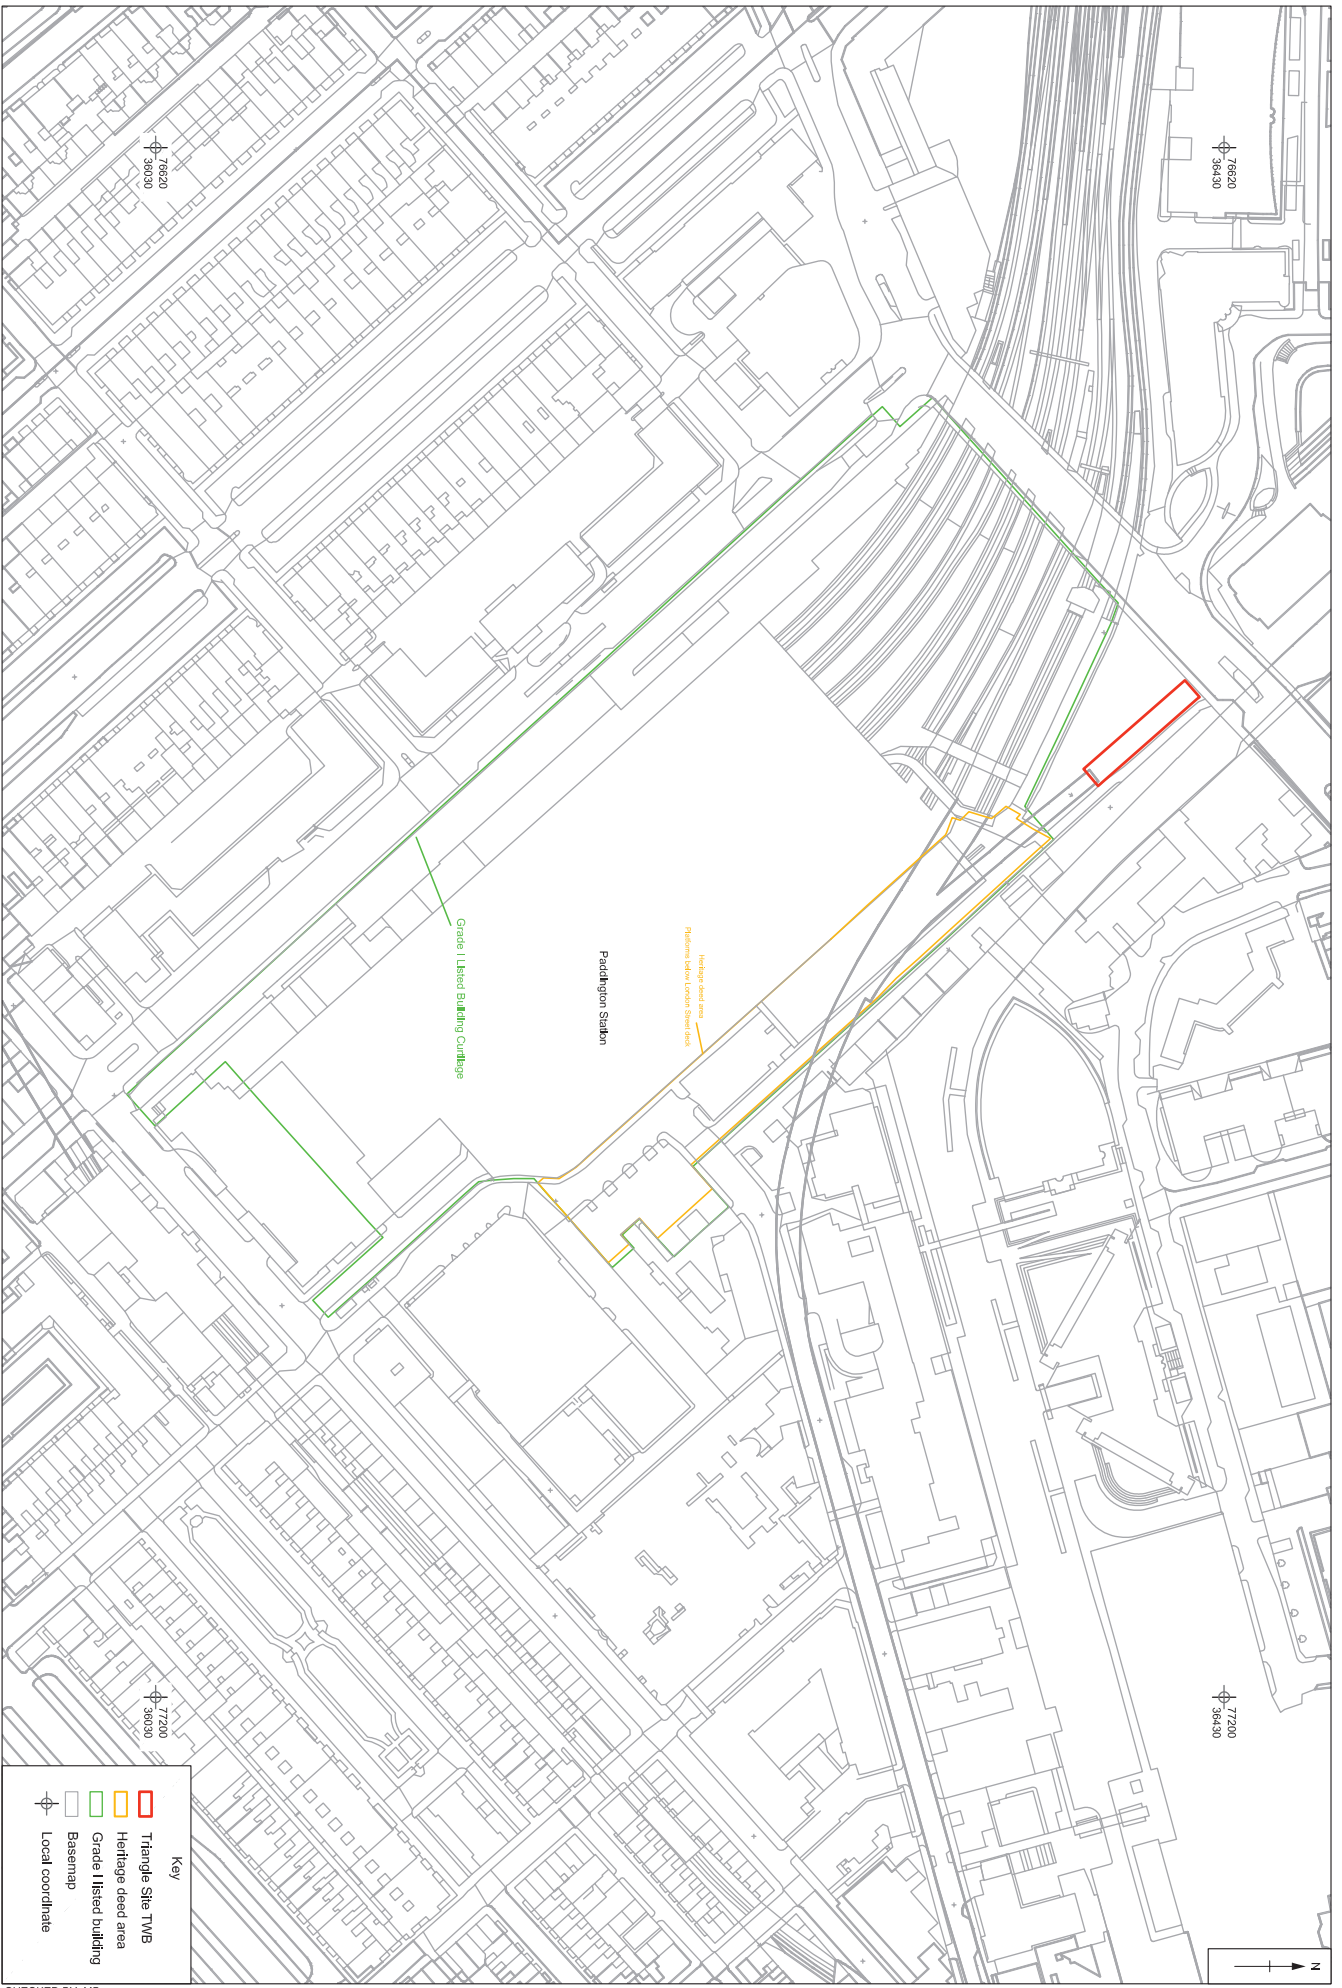 76620
36430
77200
36430
Heritage deed area
Platforms below London Street deck
Paddington Station
Grade I Listed Building Curtilage
76620
36030
77200
36030
Key
Triangle Site TWB
Heritage deed area
Grade I listed building
Basemap
Local coordinate
N